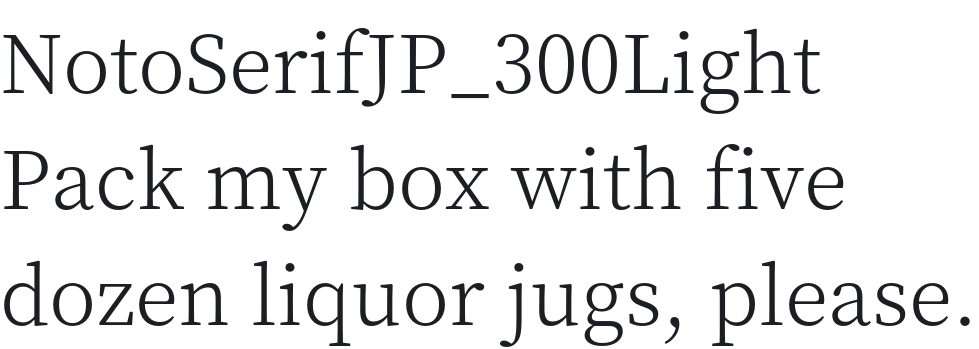 NotoSerifJP_300Light
Pack my box with five
dozen liquor jugs, please.